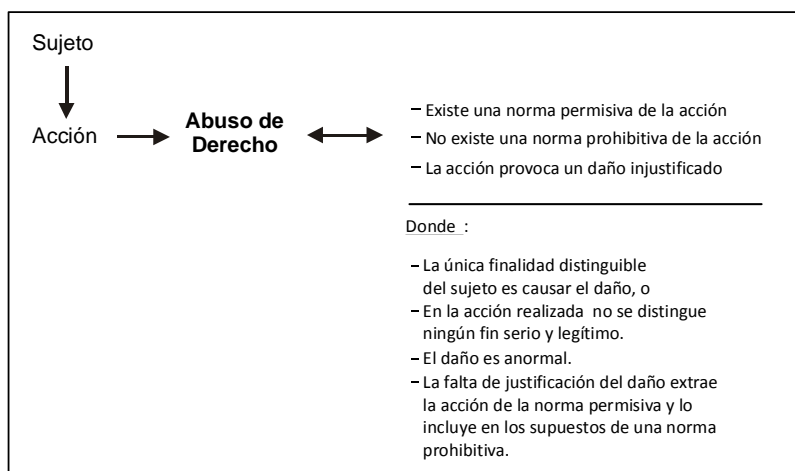 Sujeto
Acción
Abuso de
Derecho
– Existe una norma permisiva de la acción
– No existe una norma prohibitiva de la acción
– La acción provoca un daño injustificado
Donde :
– La única finalidad distinguible
del sujeto es causar el daño, o
– En la acción realizada no se distingue
ningún fin serio y legítimo.
– El daño es anormal.
– La falta de justificación del daño extrae
la acción de la norma permisiva y lo
incluye en los supuestos de una norma
prohibitiva.